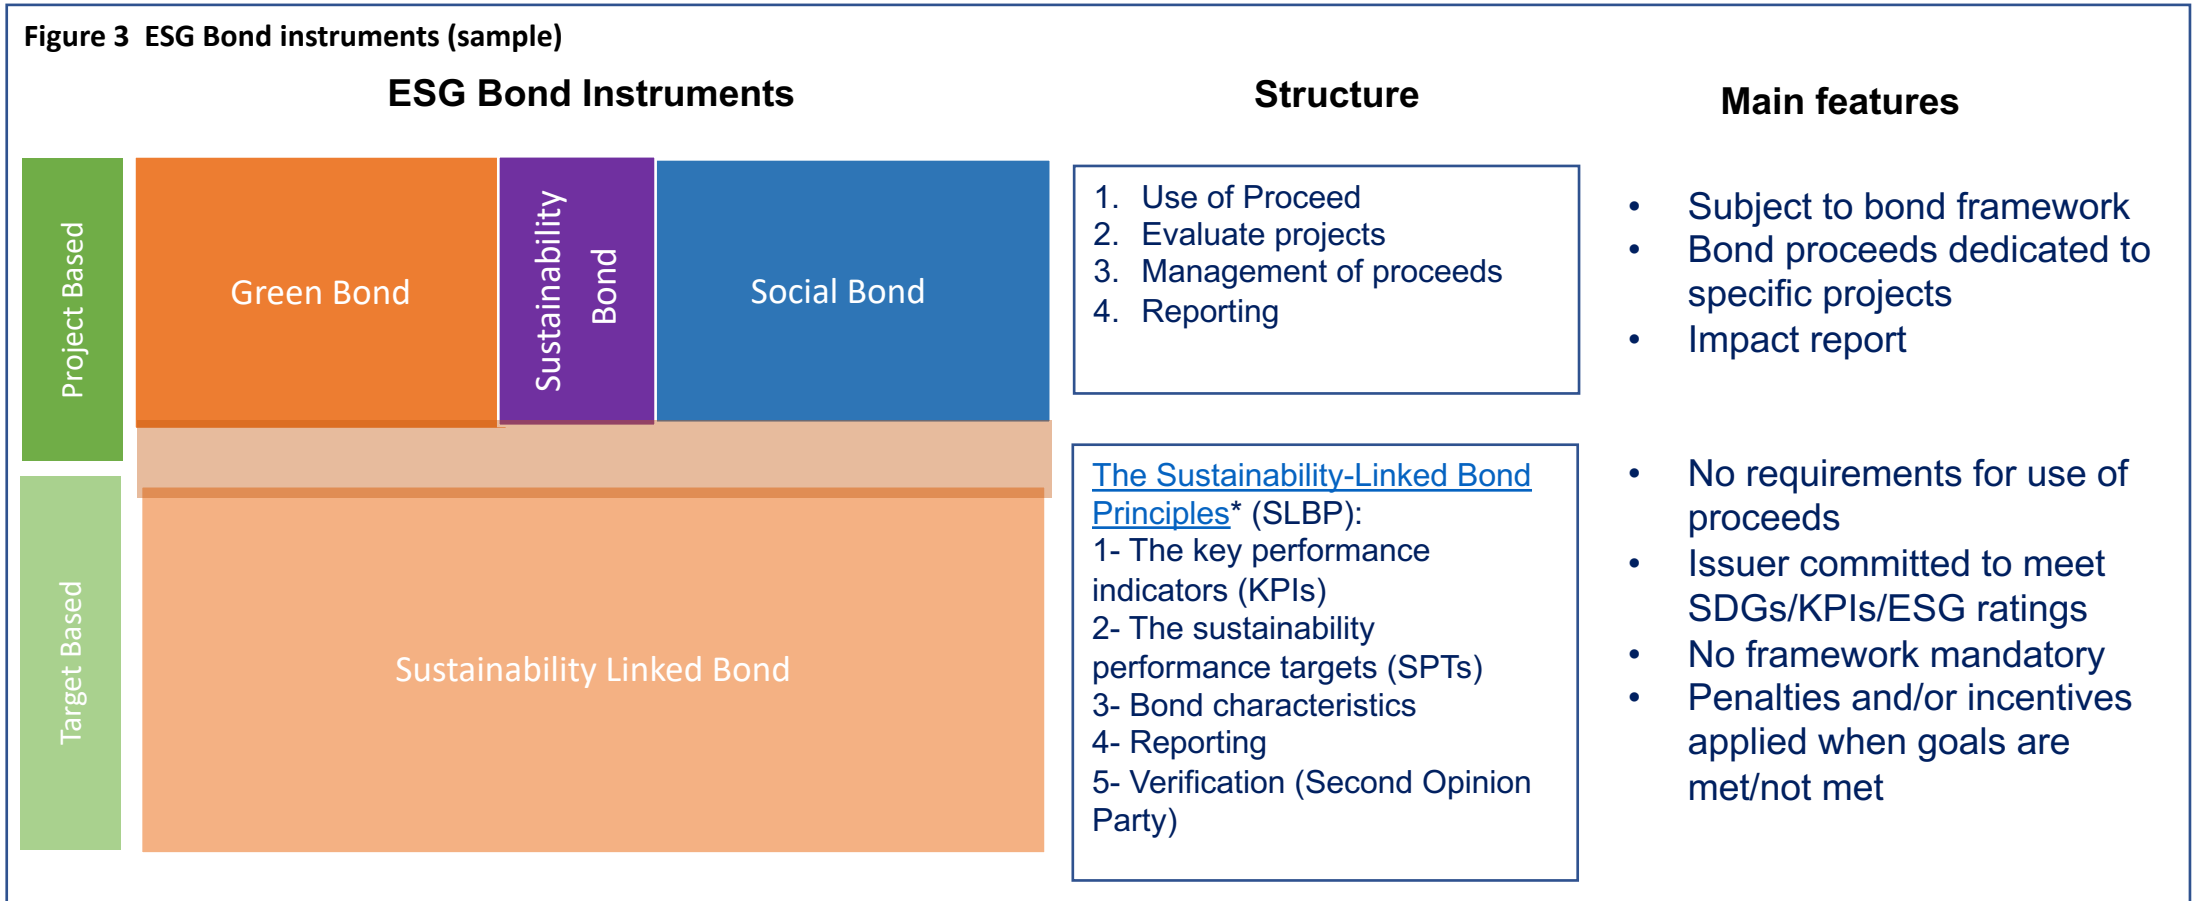 Figure 3  ESG Bond instruments (sample)
ESG Bond Instruments
Structure
Main features
Project Based
Green Bond
Sustainability
Bond
Social Bond
1. Use of Proceed
2. Evaluate projects
3. Management of proceeds
4. Reporting
• Subject to bond framework
• Bond proceeds dedicated to
specific projects
• Impact report
Target Based
Sustainability Linked Bond
The Sustainability-Linked Bond
Principles* (SLBP):
1- The key performance
indicators (KPIs)
2- The sustainability
performance targets (SPTs)
3- Bond characteristics
4- Reporting
5- Verification (Second Opinion
Party)
• No requirements for use of
proceeds
• Issuer committed to meet
SDGs/KPIs/ESG ratings
• No framework mandatory
• Penalties and/or incentives
applied when goals are
met/not met